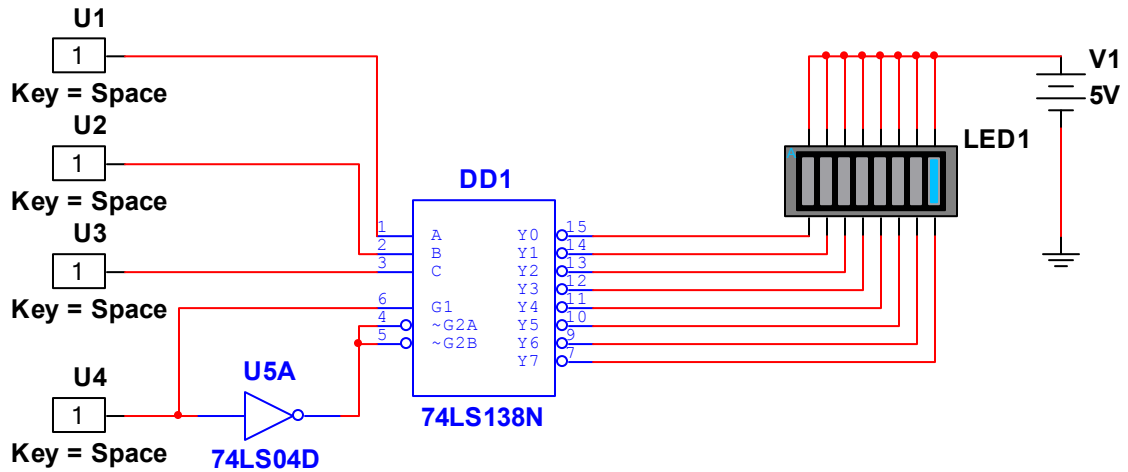 U1
1
Key = Space
U2
1
Key = Space
U3
1
Key = Space
U4
1
Key = Space
U5A
74LS04D
DD1
1 A Y0 15
2 B Y1 14
3 C Y2 13
Y3 12
6 G1 Y4 11
4 ~G2A Y5 10
5 ~G2B Y6 9
Y7 7
74LS138N
A
LED1
V1
5V